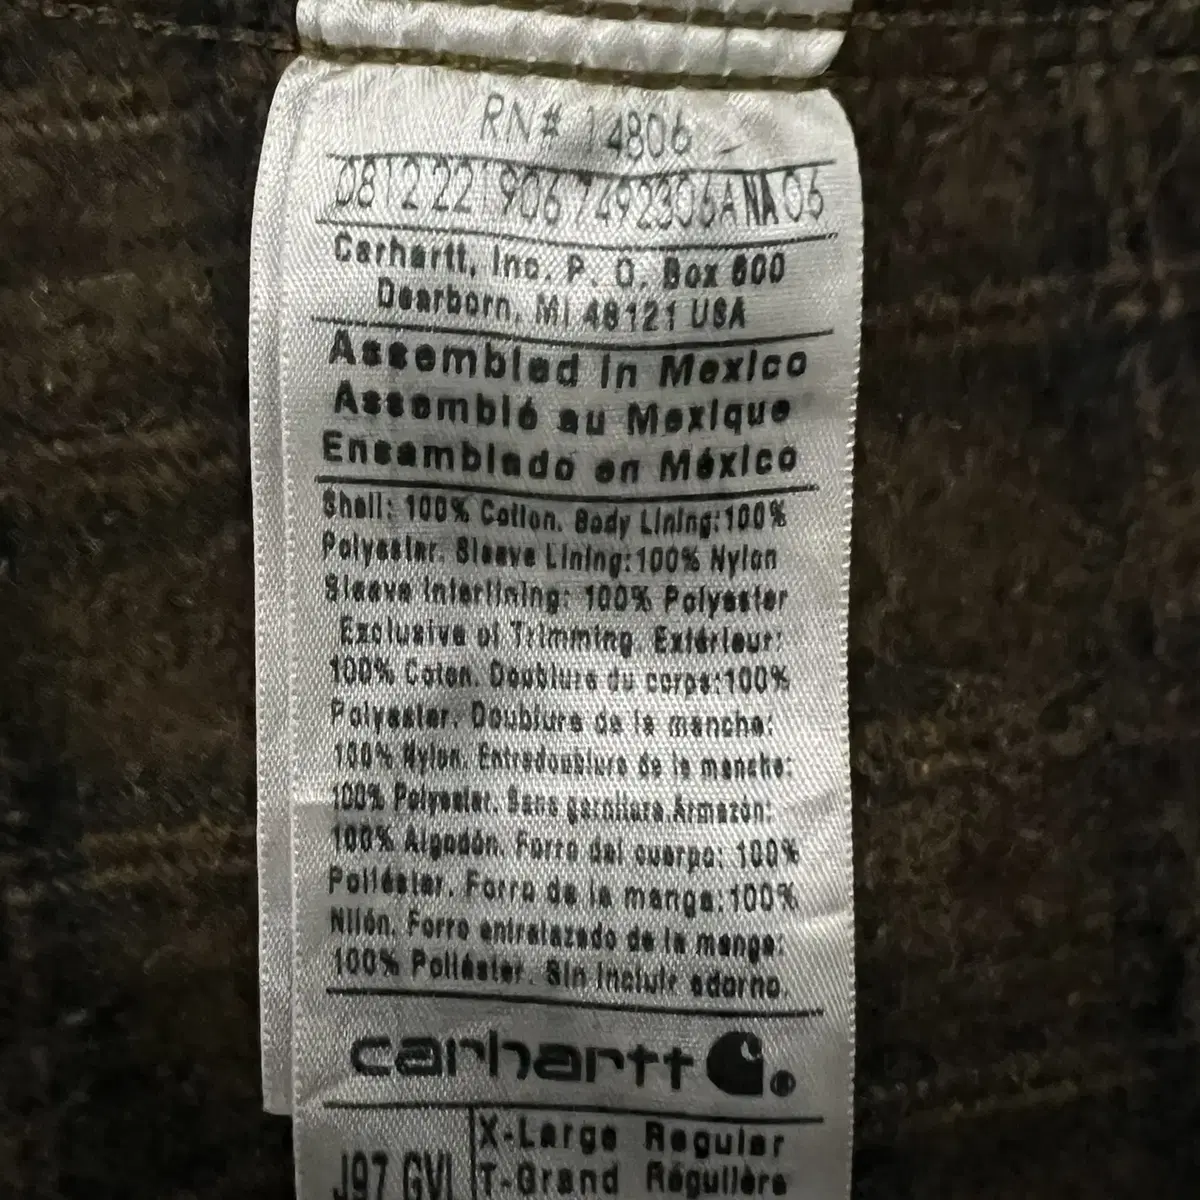 RN# 14806
081222 906 7492306A NA 06
Carhartt, Inc. P. O. Box 600
Dearborn, MI 48121 USA
Assembled in Mexico
Assemblé au Mexique
Ensamblado en México
Shell: 100% Cotton. Body Lining:100%
Polyester. Sleeve Lining:100% Nylon
Sleeve Interlining: 100% Polyester
Exclusive of Trimming. Extérieur:
100% Coton. Doublure du corps:100%
Polyester. Doublure de la manche:
100% Nylon. Entredoublure de la manche:
100% Polyester. Sans garniture.Armazón:
100% Algodón. Forro del cuerpo: 100%
Poliéster. Forro de la manga:100%
Nilón. Forro entrelazado de la manga:
100% Poliéster. Sin incluir adorno.
carhartt ®
X-Large Regular
J97 GVL T-Grand Régulière